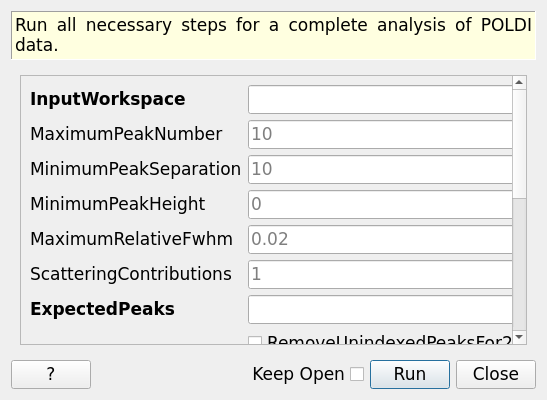 Run all necessary steps for a complete analysis of POLDI
data.
InputWorkspace
MaximumPeakNumber 10
MinimumPeakSeparation 10
MinimumPeakHeight 0
MaximumRelativeFwhm 0.02
ScatteringContributions 1
ExpectedPeaks
RemoveUnindexedPeaksFor2
? Keep Open Run Close